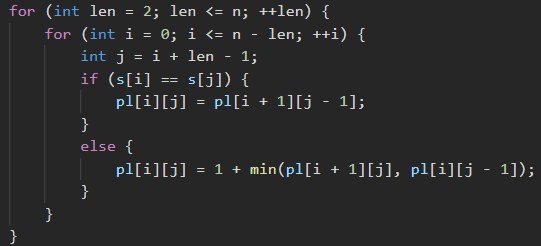 for (int len = 2; len <= n; ++len) {
    for (int i = 0; i <= n - len; ++i) {
        int j = i + len - 1;
        if (s[i] == s[j]) {
            pl[i][j] = pl[i + 1][j - 1];
        }
        else {
            pl[i][j] = 1 + min(pl[i + 1][j], pl[i][j - 1]);
        }
    }
}